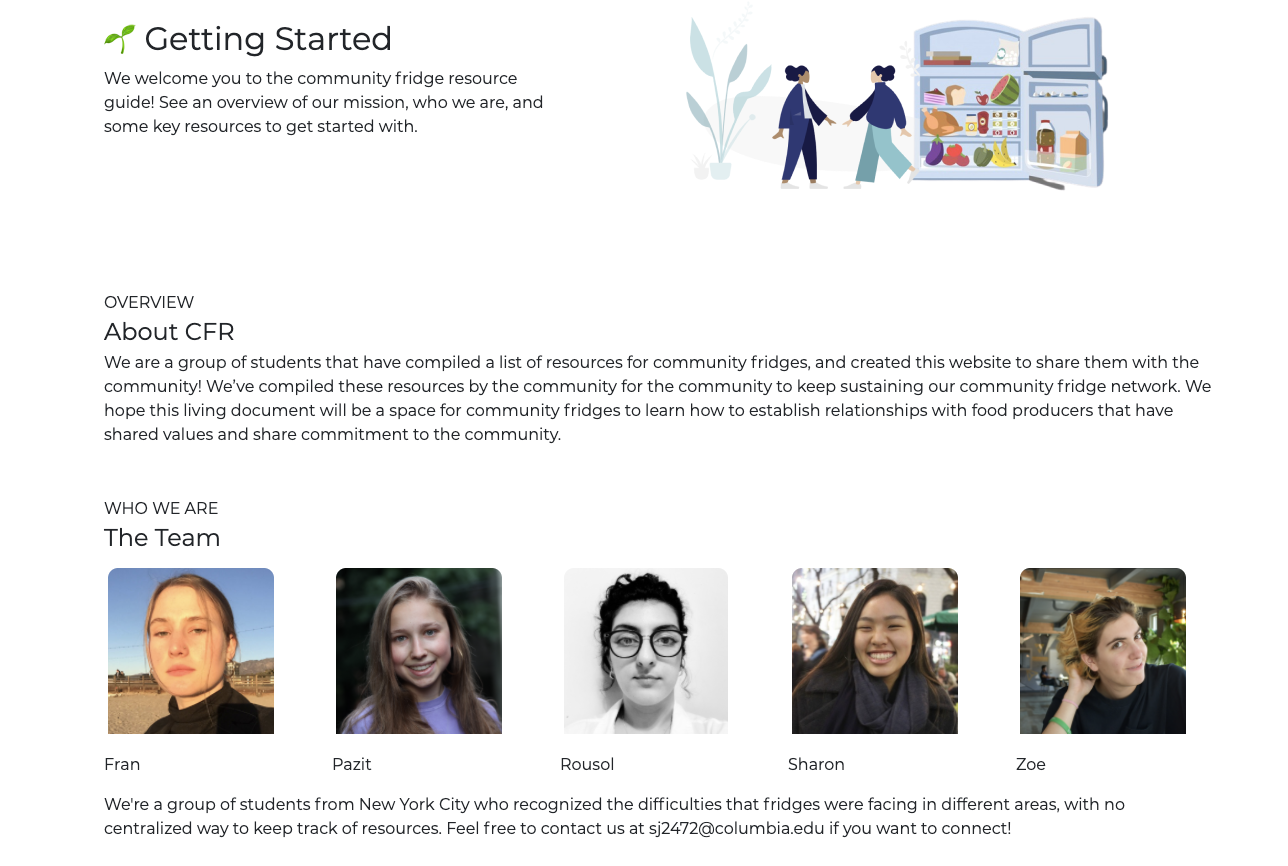 Getting Started
We welcome you to the community fridge resource
guide! See an overview of our mission, who we are, and
some key resources to get started with.
OVERVIEW
About CFR
We are a group of students that have compiled a list of resources for community fridges, and created this website to share them with the
community! We’ve compiled these resources by the community for the community to keep sustaining our community fridge network. We
hope this living document will be a space for community fridges to learn how to establish relationships with food producers that have
shared values and share commitment to the community.
WHO WE ARE
The Team
Fran
Pazit
Rousol
Sharon
Zoe
We're a group of students from New York City who recognized the difficulties that fridges were facing in different areas, with no
centralized way to keep track of resources. Feel free to contact us at sj2472@columbia.edu if you want to connect!